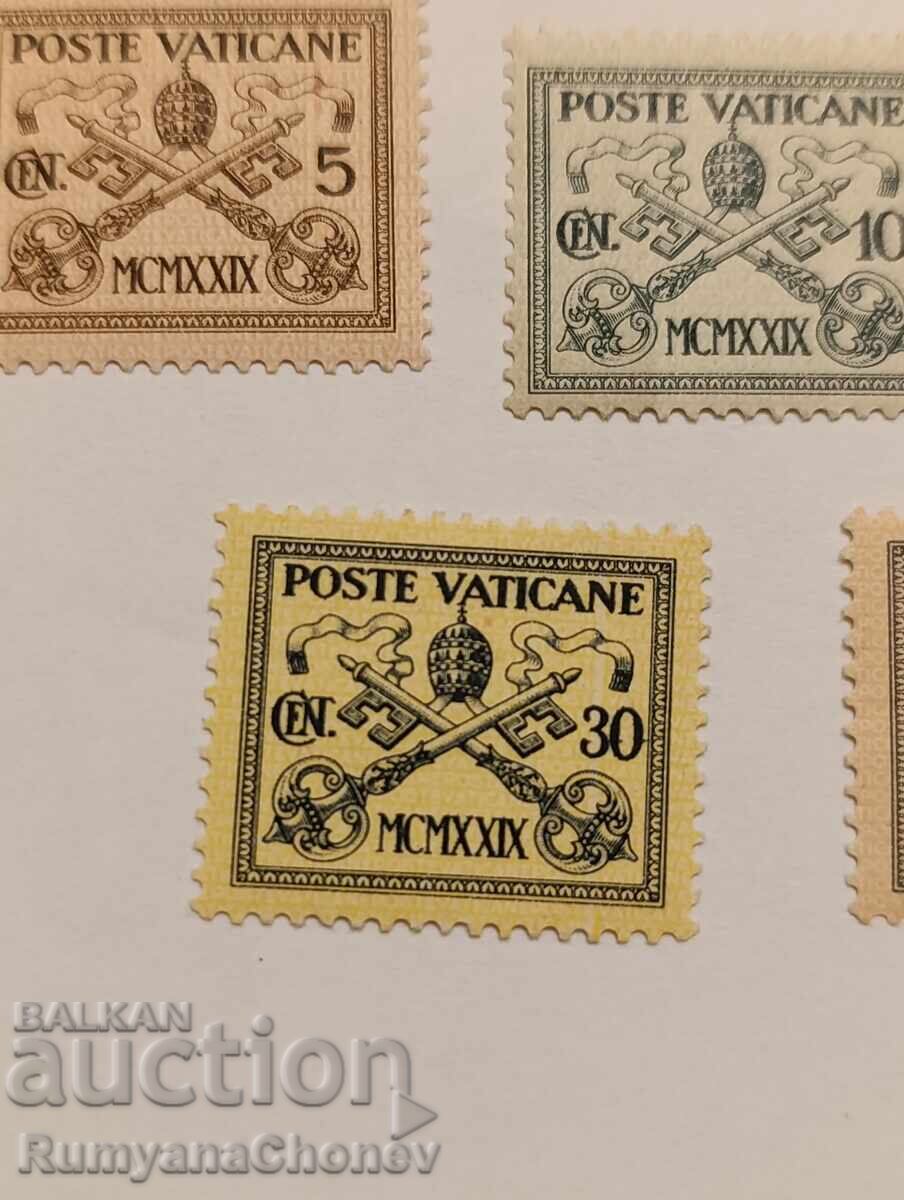 POSTE VATICANE
CEN. 5
MCMXXIX
POSTE VATICANE
CEN. 10
MCMXXIX
POSTE VATICANE
CEN. 30
MCMXXIX
BALKAN
auction
RumyanaChonev